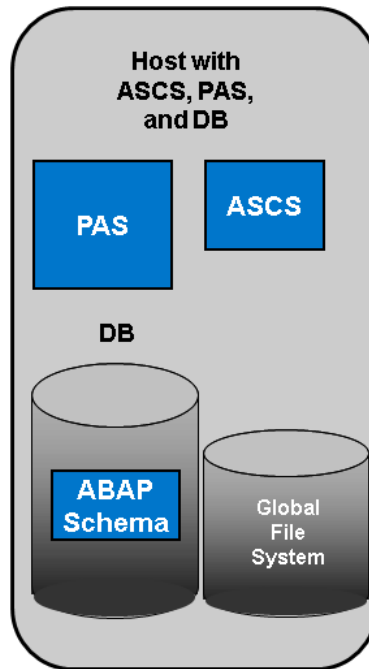 Host with
ASCS, PAS,
and DB
PAS
ASCS
DB
ABAP
Schema
Global
File
System